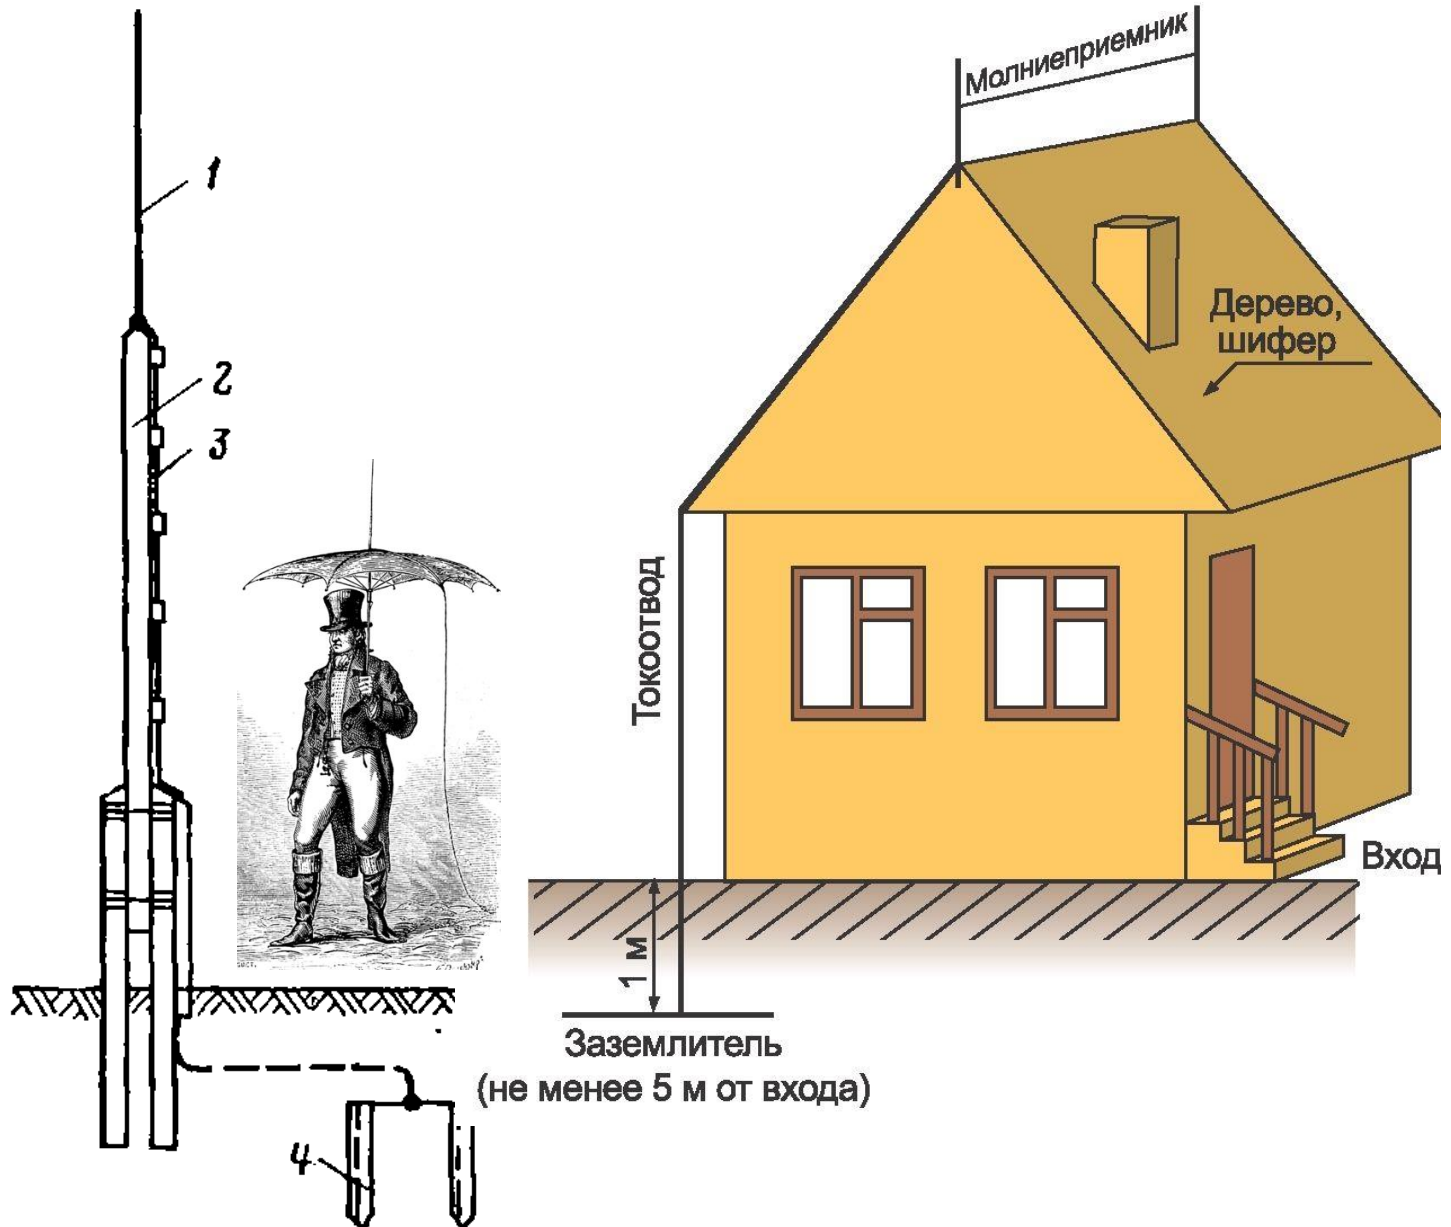 1
2
3
4
Молниеприемник
Дерево,
шифер
Токоотвод
Вход
1 м
Заземлитель
(не менее 5 м от входа)